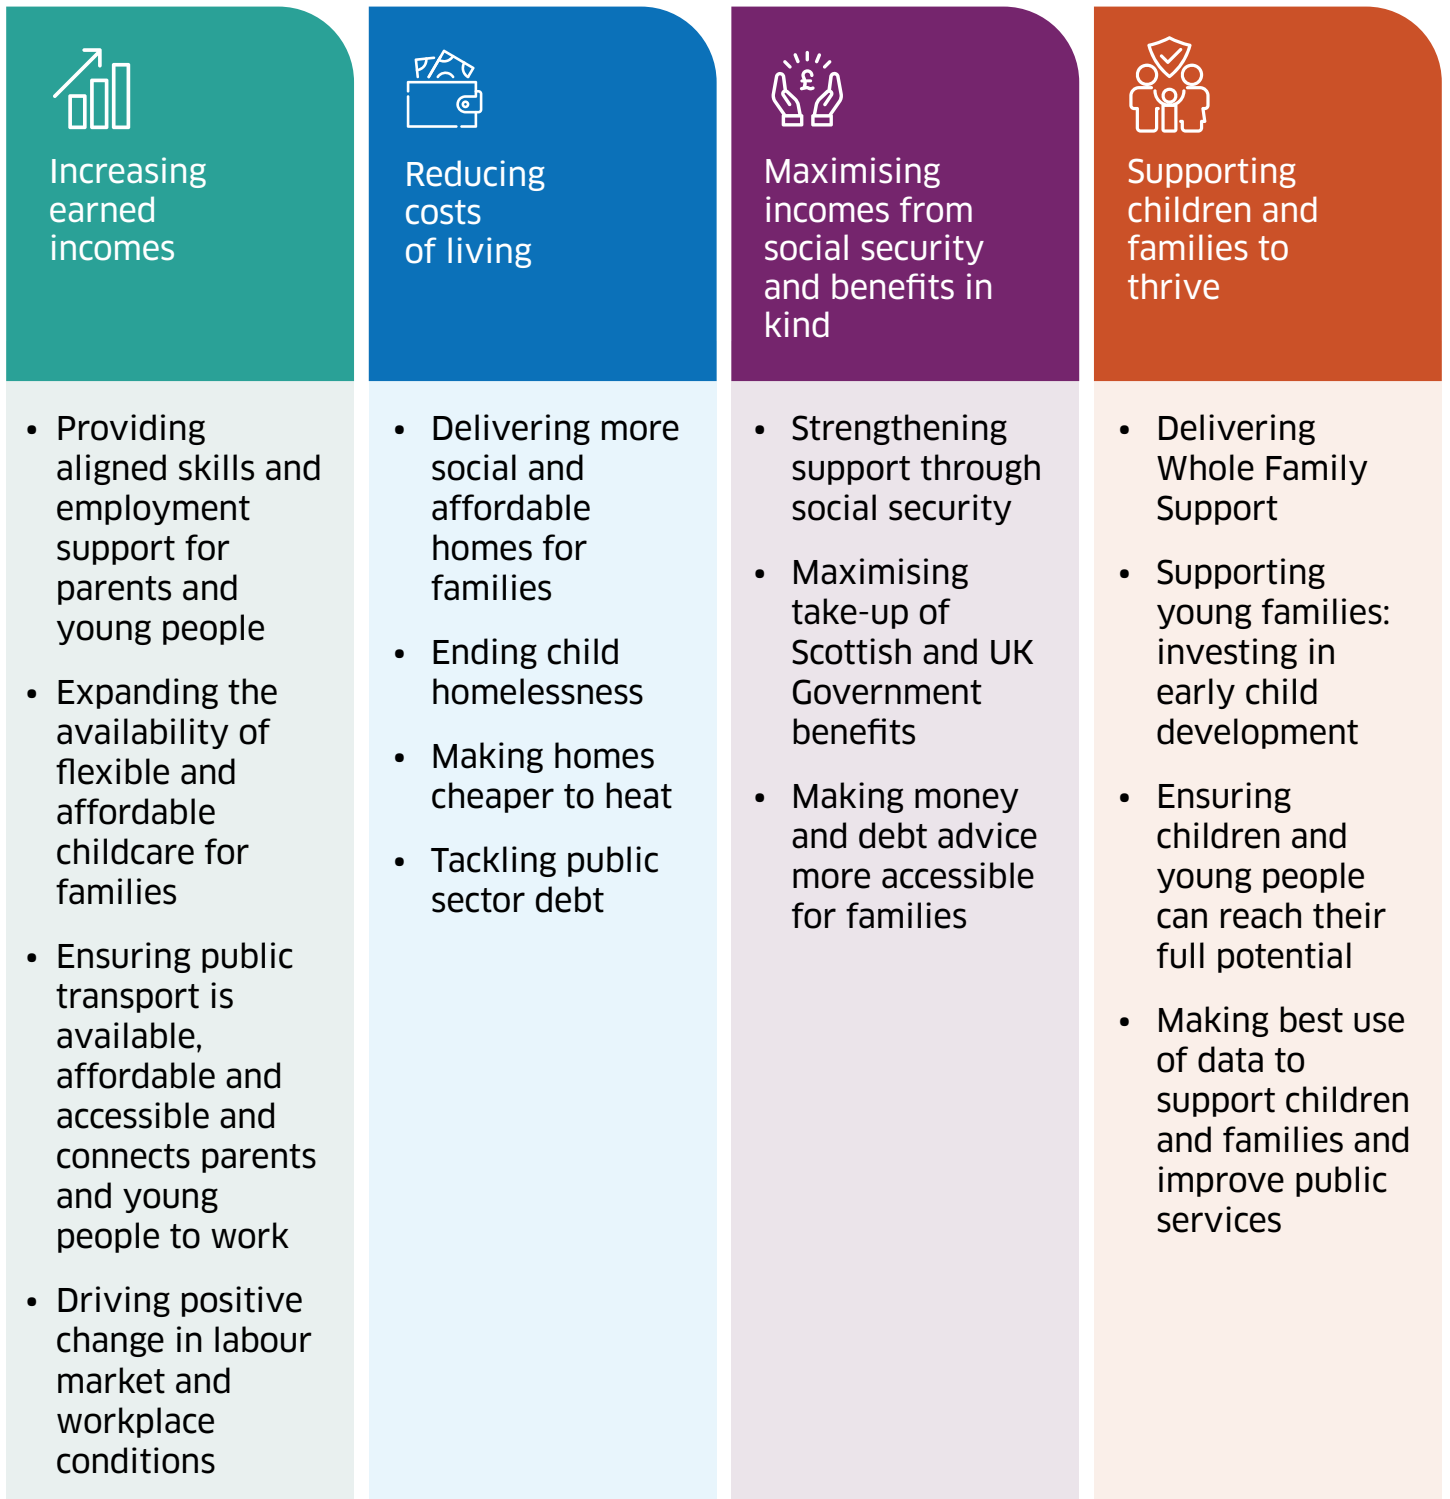 Increasing
earned
incomes
• Providing
aligned skills and
employment
support for
parents and
young people
• Expanding the
availability of
flexible and
affordable
childcare for
families
• Ensuring public
transport is
available,
affordable and
accessible and
connects parents
and young
people to work
• Driving positive
change in labour
market and
workplace
conditions
Reducing
costs
of living
• Delivering more
social and
affordable
homes for
families
• Ending child
homelessness
• Making homes
cheaper to heat
• Tackling public
sector debt
£
Maximising
incomes from
social security
and benefits in
kind
• Strengthening
support through
social security
• Maximising
take-up of
Scottish and UK
Government
benefits
• Making money
and debt advice
more accessible
for families
Supporting
children and
families to
thrive
• Delivering
Whole Family
Support
• Supporting
young families:
investing in
early child
development
• Ensuring
children and
young people
can reach their
full potential
• Making best use
of data to
support children
and families and
improve public
services